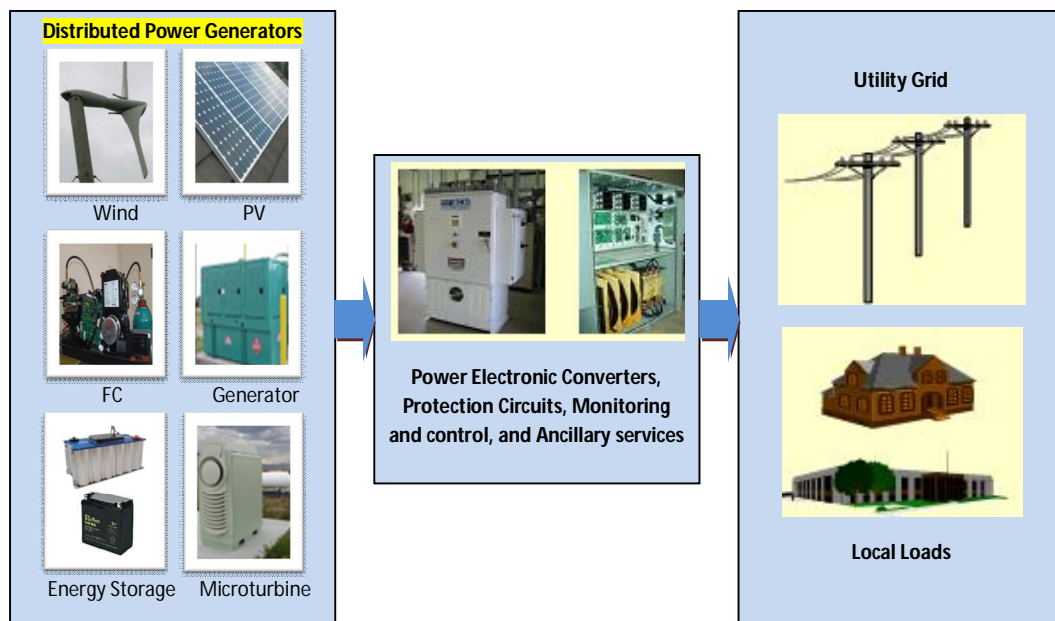 Distributed Power Generators
Wind
PV
FC
Generator
Energy Storage
Microturbine
Power Electronic Converters,
Protection Circuits, Monitoring
and control, and Ancillary services
Utility Grid
Local Loads